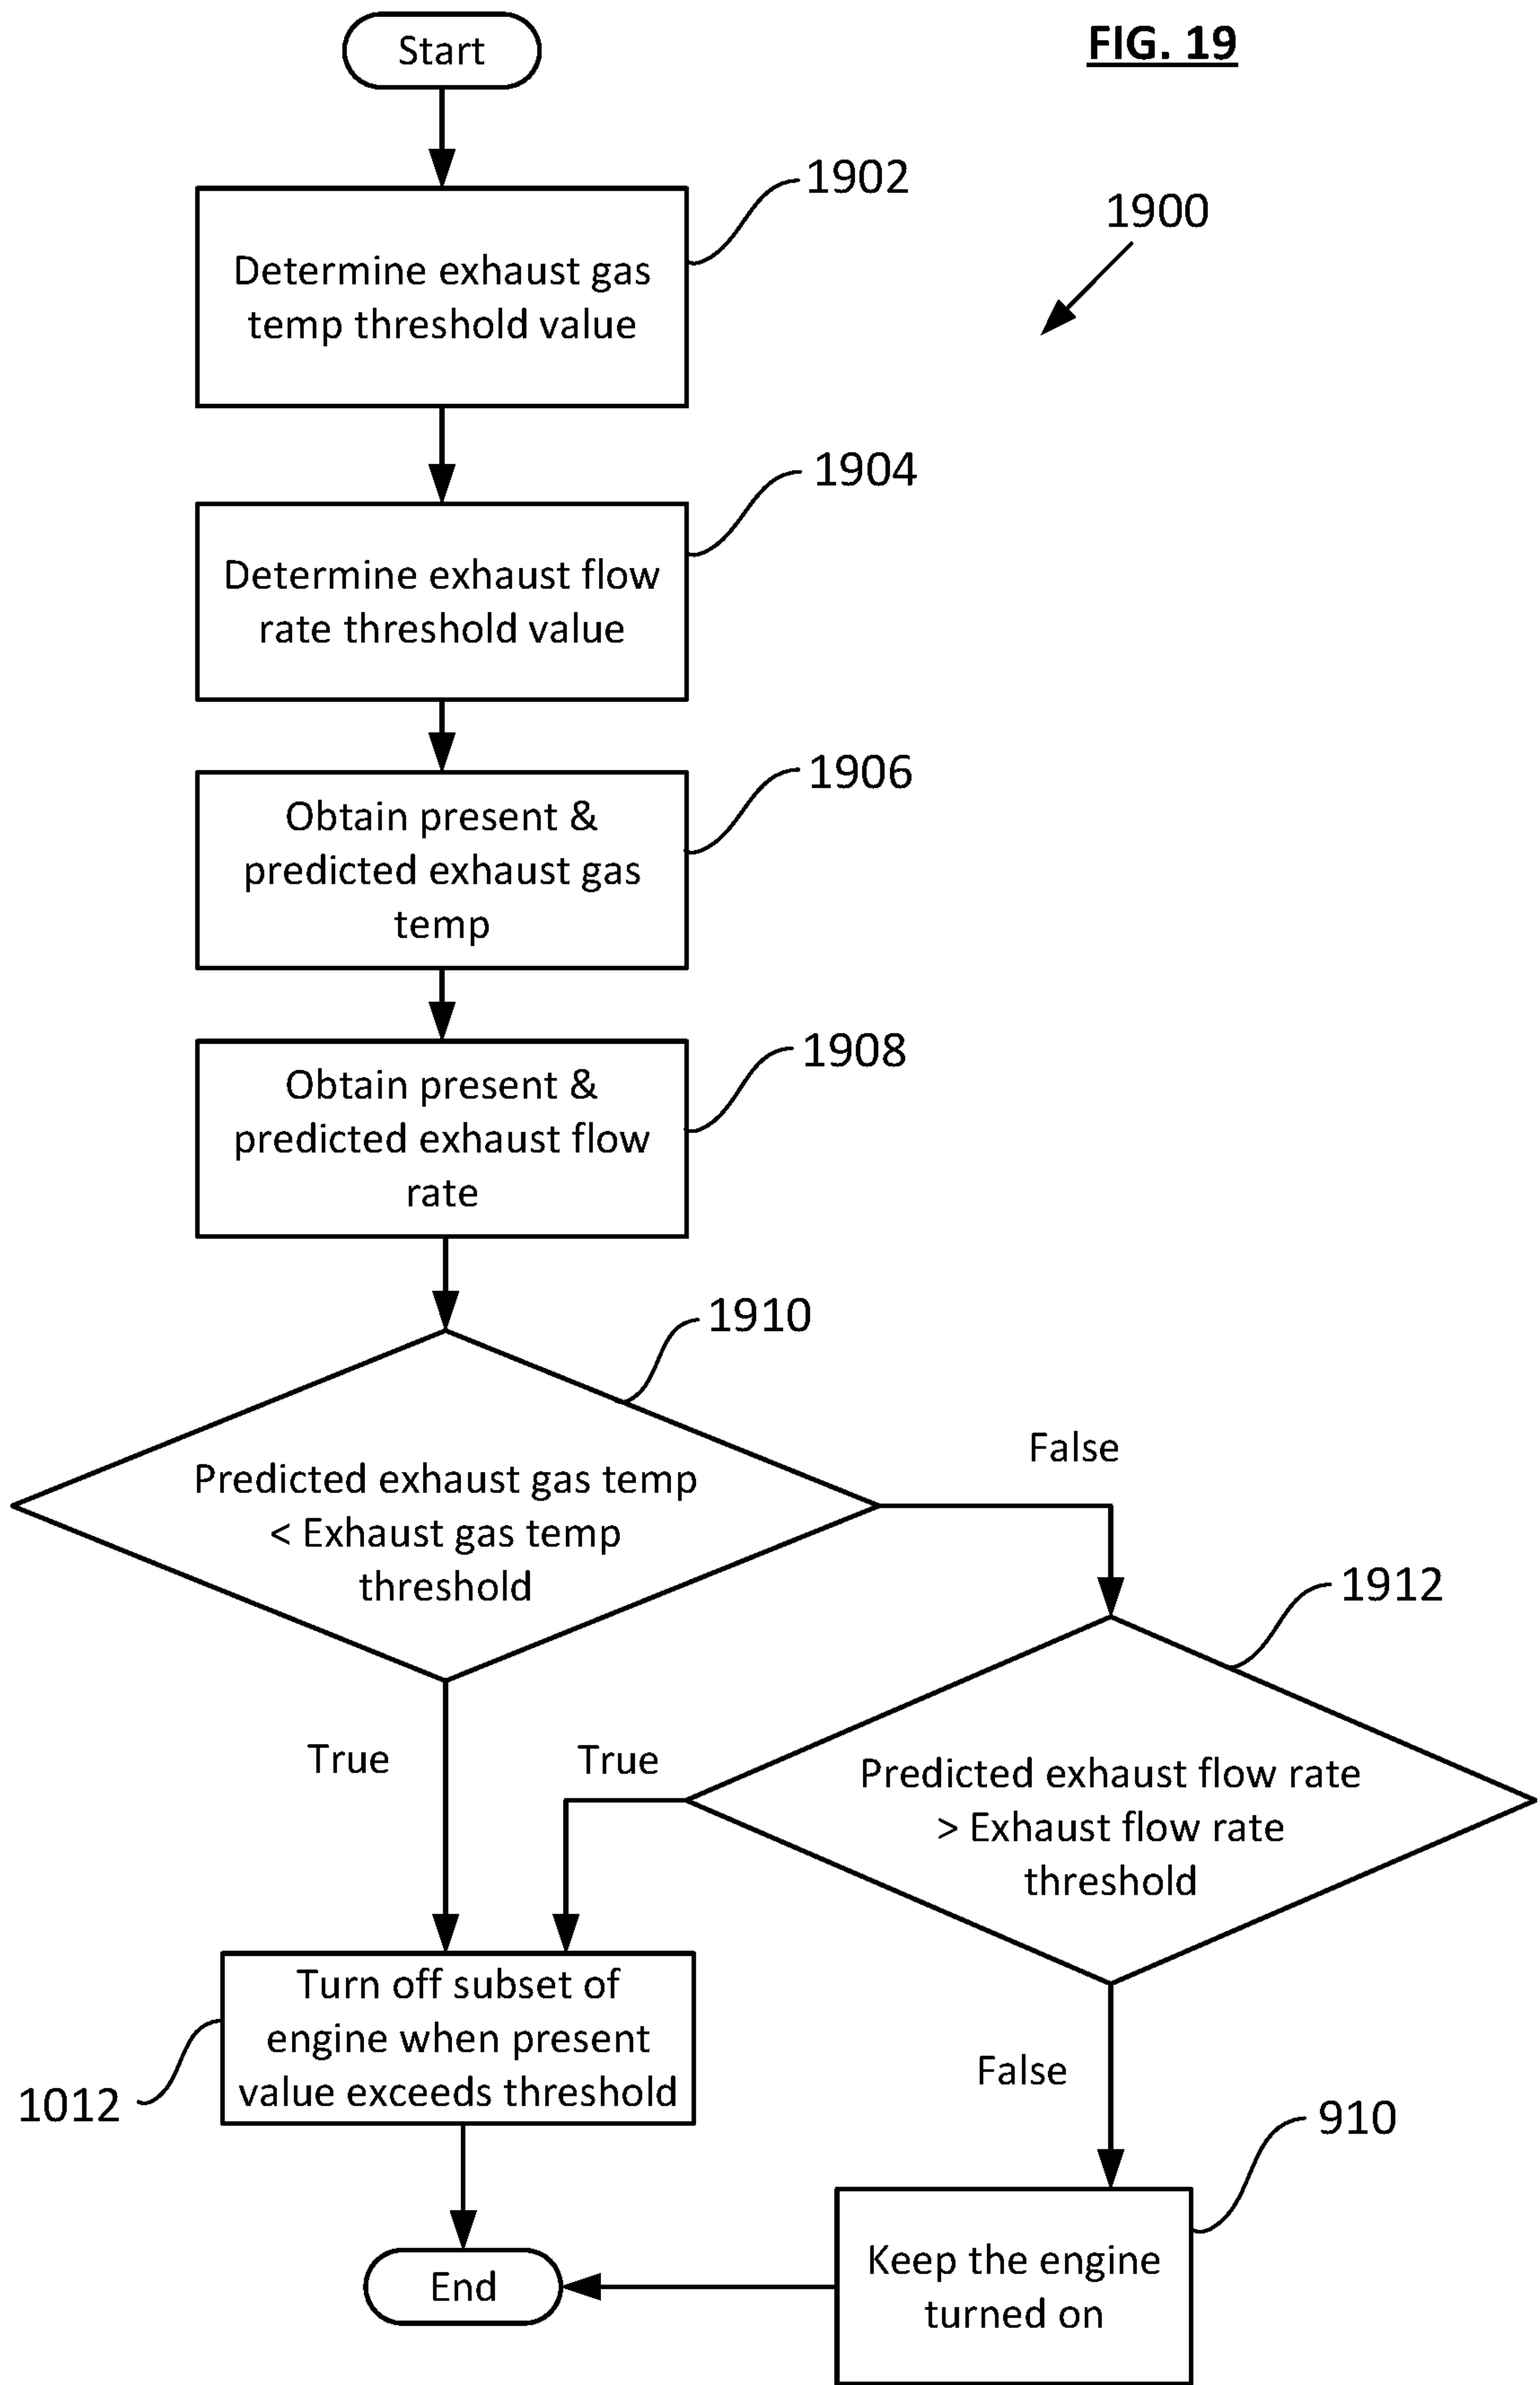 FIG. 19
Start
1902
1900
Determine exhaust gas
temp threshold value
1904
Determine exhaust flow
rate threshold value
1906
Obtain present &
predicted exhaust gas
temp
1908
Obtain present &
predicted exhaust flow
rate
1910
Predicted exhaust gas temp
< Exhaust gas temp
threshold
False
1912
True
True
Predicted exhaust flow rate
> Exhaust flow rate
threshold
Turn off subset of
engine when present
value exceeds threshold
1012
False
910
Keep the engine
turned on
End